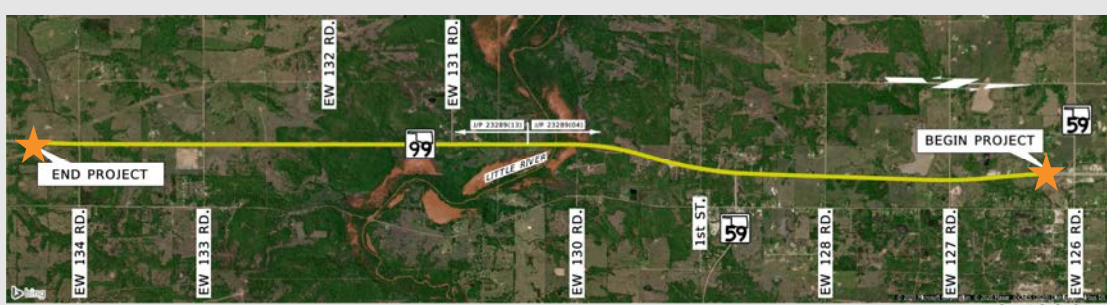 EW 132 RD.
EW 131 RD.
J/P 23289(13)
J/P 23289(04)
59
BEGIN PROJECT
99
LITTLE RIVER
END PROJECT
EW 134 RD.
EW 133 RD.
EW 130 RD.
1st ST.
59
EW 128 RD.
EW 127 RD.
EW 126 RD.
bing